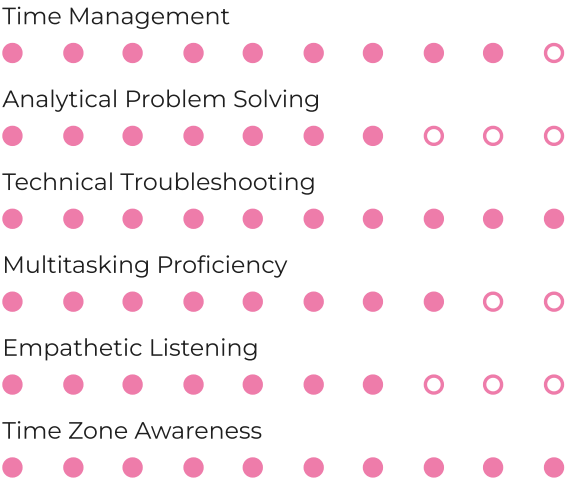 Time Management
Analytical Problem Solving
Technical Troubleshooting
Multitasking Proficiency
Empathetic Listening
Time Zone Awareness